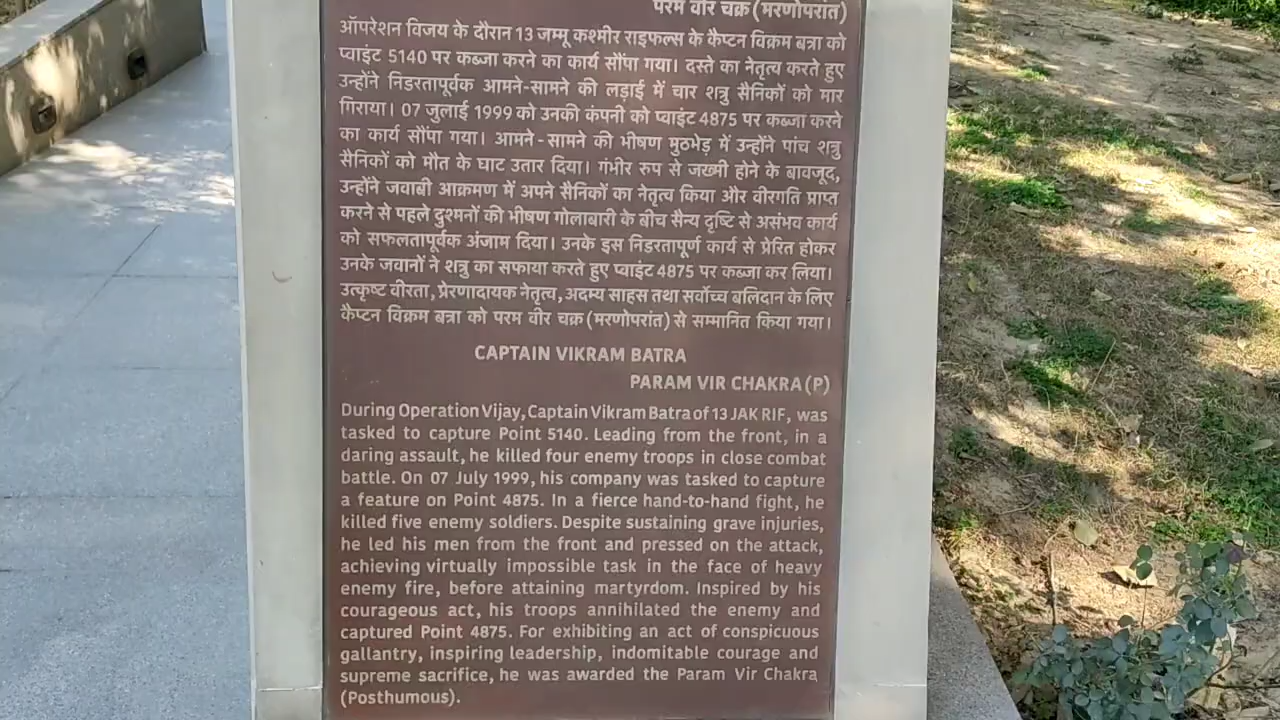 परम वीर चक्र (मरणोपरांत)
ऑपरेशन विजय के दौरान 13 जम्मू कश्मीर राइफल्स के कैप्टन विक्रम बत्रा को
प्वाइंट 5140 पर कब्जा करने का कार्य सौंपा गया। दस्ते का नेतृत्व करते हुए
उन्होंने निडरतापूर्वक आमने-सामने की लड़ाई में चार शत्रु सैनिकों को मार
गिराया। 07 जुलाई 1999 को उनकी कंपनी को प्वाइंट 4875 पर कब्जा करने
का कार्य सौंपा गया। आमने - सामने की भीषण मुठभेड़ में उन्होंने पांच शत्रु
सैनिकों को मौत के घाट उतार दिया। गंभीर रुप से जख्मी होने के बावजूद,
उन्होंने जवाबी आक्रमण में अपने सैनिकों का नेतृत्व किया और वीरगति प्राप्त
करने से पहले दुश्मनों की भीषण गोलाबारी के बीच सैन्य दृष्टि से असंभव कार्य
को सफलतापूर्वक अंजाम दिया। उनके इस निडरतापूर्ण कार्य से प्रेरित होकर
उनके जवानों ने शत्रु का सफाया करते हुए प्वाइंट 4875 पर कब्जा कर लिया।
उत्कृष्ट वीरता, प्रेरणादायक नेतृत्व, अदम्य साहस तथा सर्वोच्च बलिदान के लिए
कैप्टन विक्रम बत्रा को परम वीर चक्र (मरणोपरांत) से सम्मानित किया गया।
CAPTAIN VIKRAM BATRA
PARAM VIR CHAKRA (P)
During Operation Vijay, Captain Vikram Batra of 13 JAK RIF, was
tasked to capture Point 5140. Leading from the front, in a
daring assault, he killed four enemy troops in close combat
battle. On 07 July 1999, his company was tasked to capture
a feature on Point 4875. In a fierce hand-to-hand fight, he
killed five enemy soldiers. Despite sustaining grave injuries,
he led his men from the front and pressed on the attack,
achieving virtually impossible task in the face of heavy
enemy fire, before attaining martyrdom. Inspired by his
courageous act, his troops annihilated the enemy and
captured Point 4875. For exhibiting an act of conspicuous
gallantry, inspiring leadership, indomitable courage and
supreme sacrifice, he was awarded the Param Vir Chakra
(Posthumous).